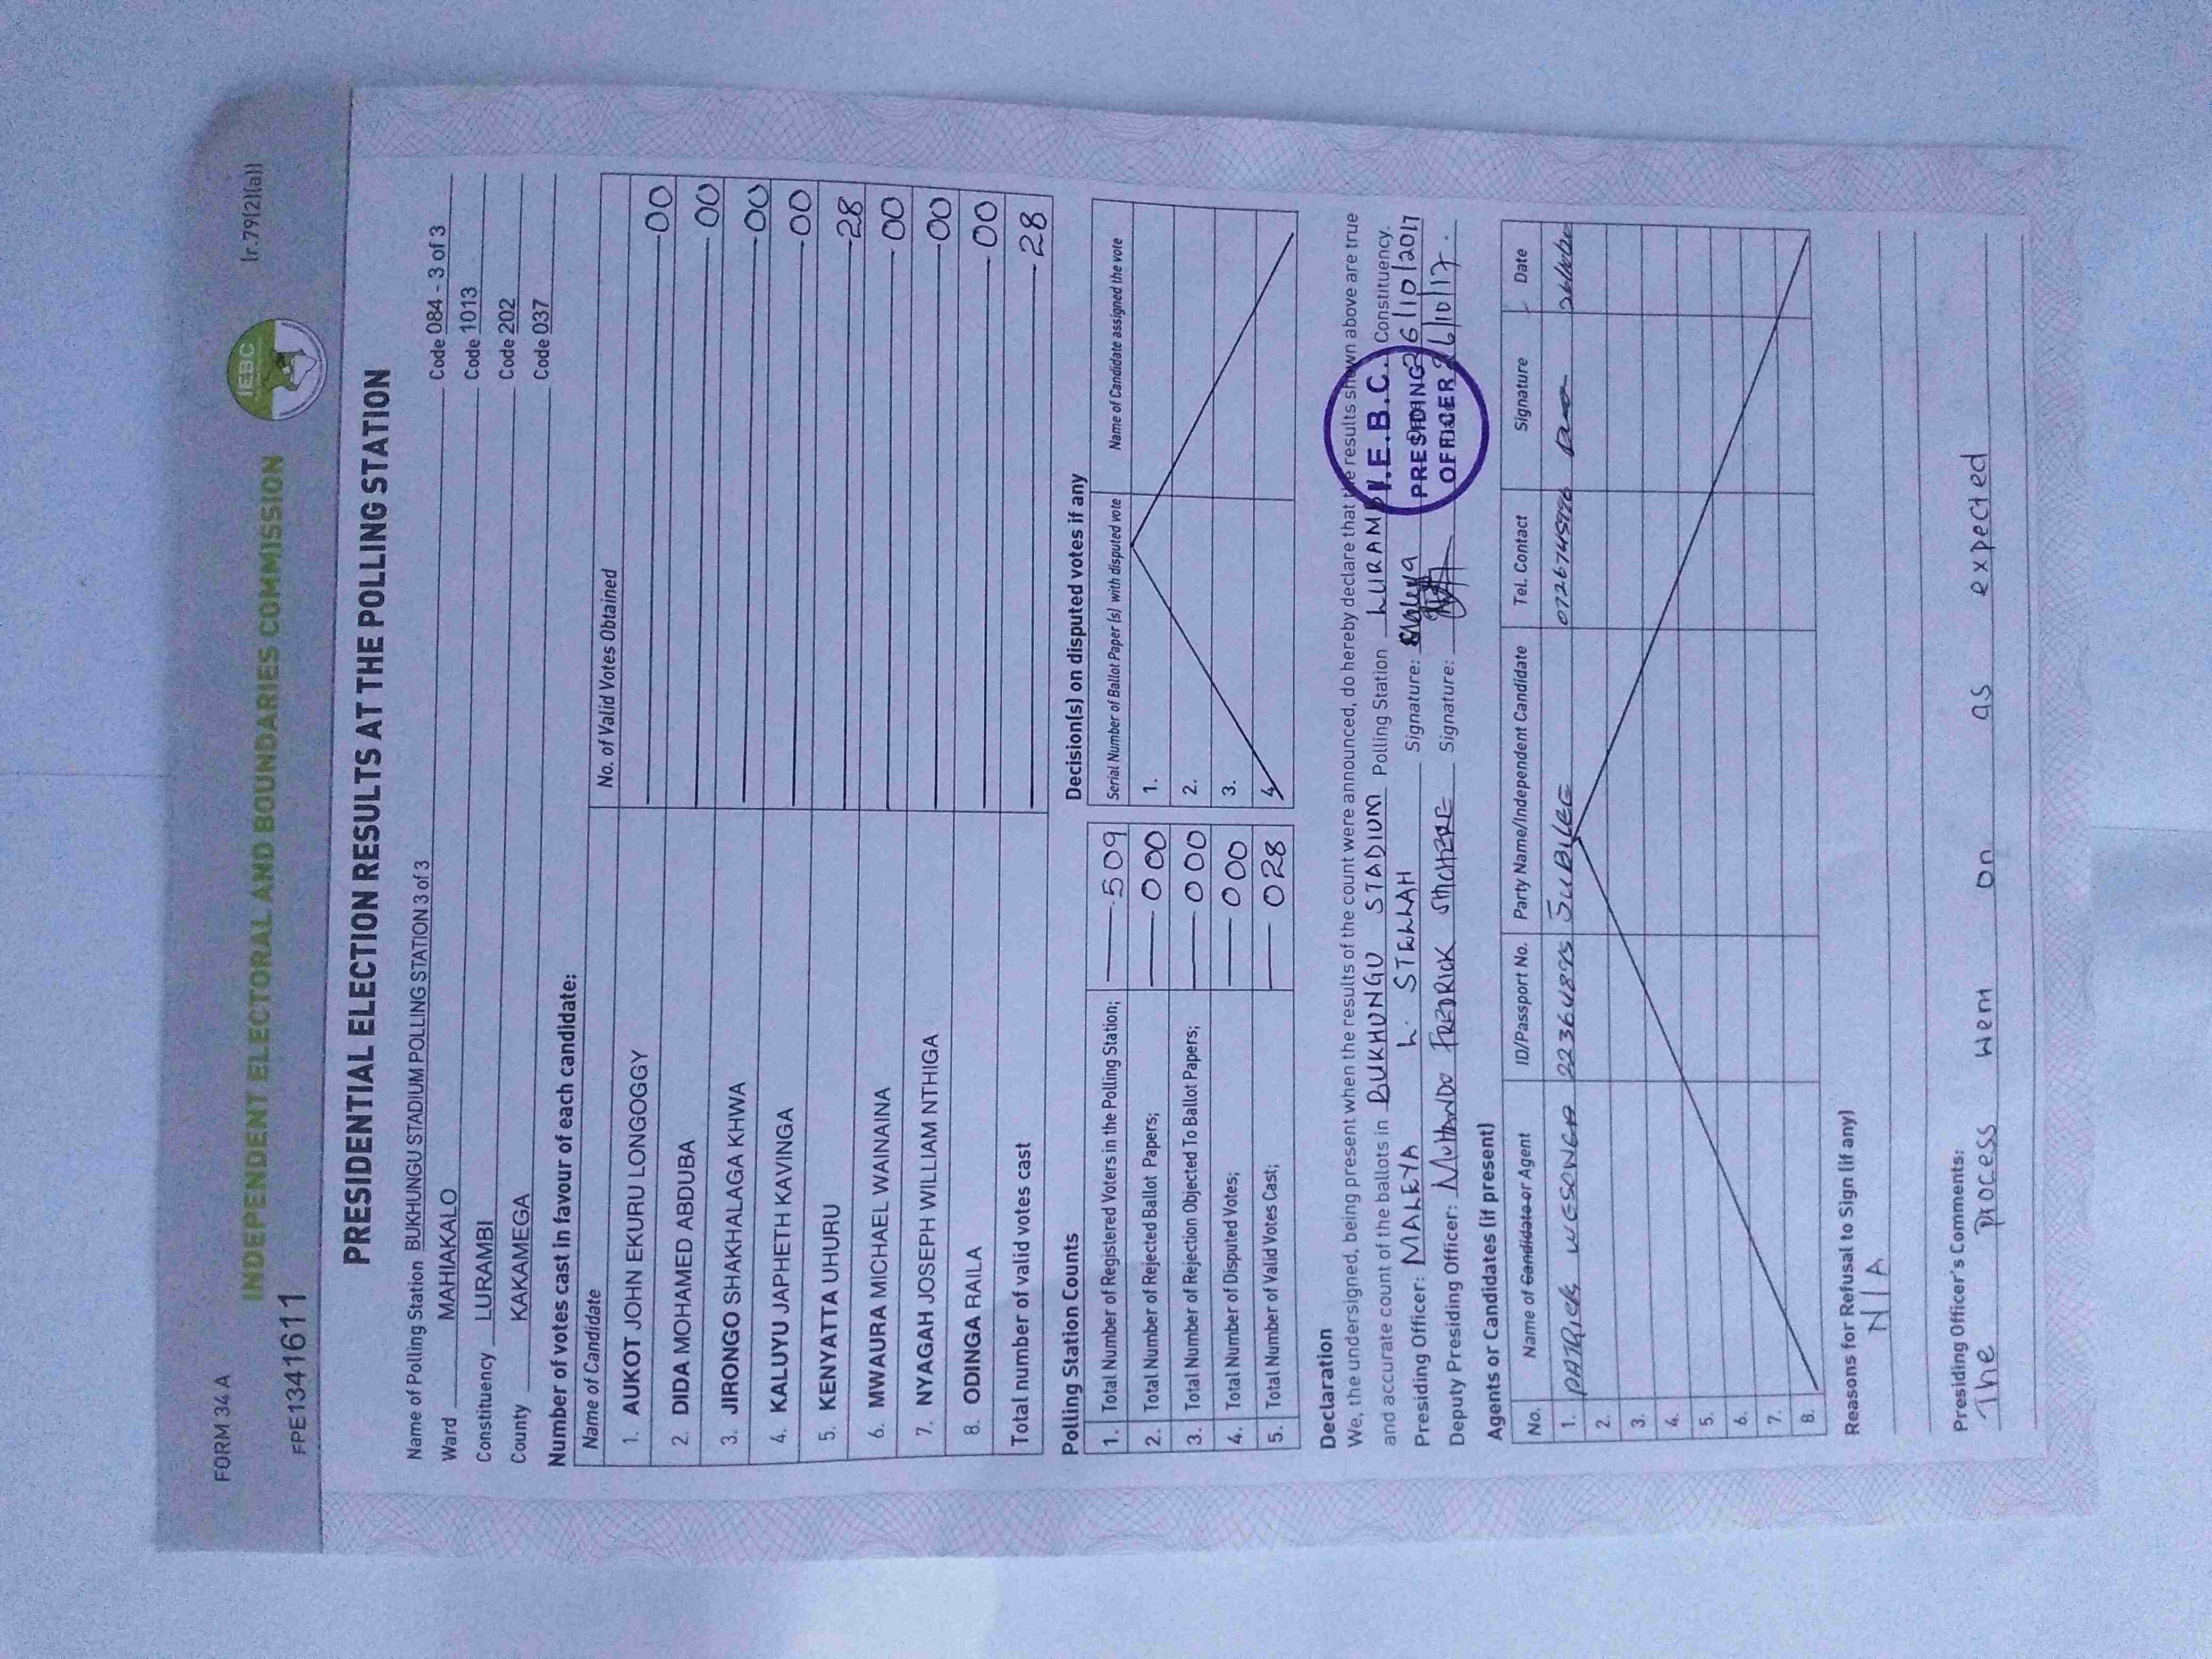 FORM 34 A
INDEPENDENT ELECTORAL AND BOUNDARIES COMMISSION
IEBC
(r.79(2)(a))
FPE1341611
PRESIDENTIAL ELECTION RESULTS AT THE POLLING STATION
Name of Polling Station BUKHUNGU STADIUM POLLING STATION 3 of 3 Code 084 - 3 of 3
Ward MAHIAKALO Code 1013
Constituency LURAMBI Code 202
County KAKAMEGA Code 037
Number of votes cast in favour of each candidate:
Name of Candidate No. of Valid Votes Obtained
1. AUKOT JOHN EKURU LONGOGGY 00
2. DIDA MOHAMED ABDUBA 00
3. JIRONGO SHAKHALAGA KHWA 00
4. KALUYU JAPHETH KAVINGA 00
5. KENYATTA UHURU 28
6. MWAURA MICHAEL WAINAINA 00
7. NYAGAH JOSEPH WILLIAM NTHIGA 00
8. ODINGA RAILA 00
Total number of valid votes cast 28
Polling Station Counts
1. Total Number of Registered Voters in the Polling Station; 509
2. Total Number of Rejected Ballot Papers; 000
3. Total Number of Rejection Objected To Ballot Papers; 000
4. Total Number of Disputed Votes; 000
5. Total Number of Valid Votes Cast; 028
Decision(s) on disputed votes if any
Serial Number of Ballot Paper (s) with disputed vote Name of Candidate assigned the vote
1.
2.
3.
4.
Declaration
We, the undersigned, being present when the results of the count were announced, do hereby declare that the results shown above are true
and accurate count of the ballots in BUKHUNGU STADIUM Polling Station LURAMBI Constituency.
Presiding Officer: MALEYA L. STELLAH Signature: 26/10/2017
Deputy Presiding Officer: MUHANDO FREDRICK SHICHERE Signature: 26/10/17.
I.E.B.C.
PRESIDING
OFFICER
Agents or Candidates (if present)
No. Name of Candidate or Agent ID/Passport No. Party Name/Independent Candidate Tel. Contact Signature Date
1. PATRICK WESONGA 22364895 JUBILEE 0726745996
2.
3.
4.
5.
6.
7.
8.
Reasons for Refusal to Sign (if any)
N/A
Presiding Officer's Comments:
The process went on as expected